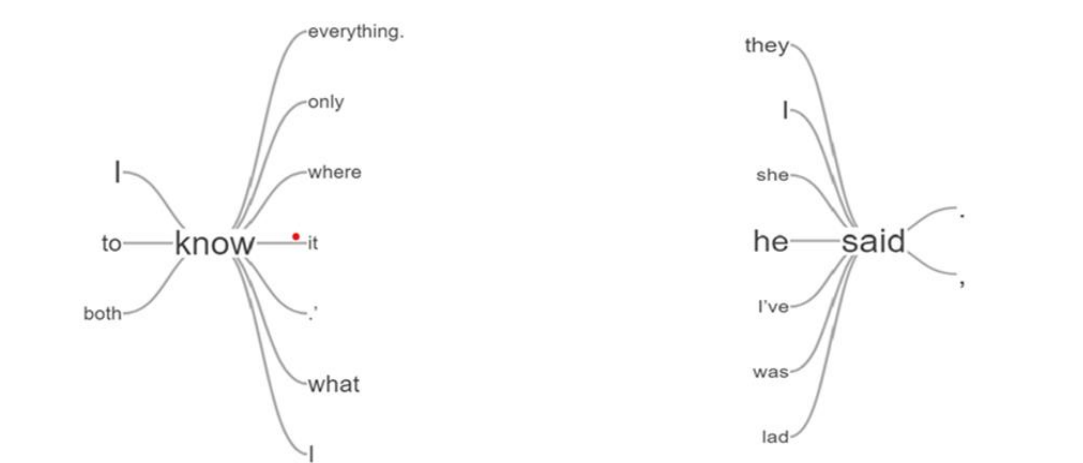 everything.
only
where
I
to
know
it
both
.'
what
I
they
I
she
he
said
.
,
I've
was
lad